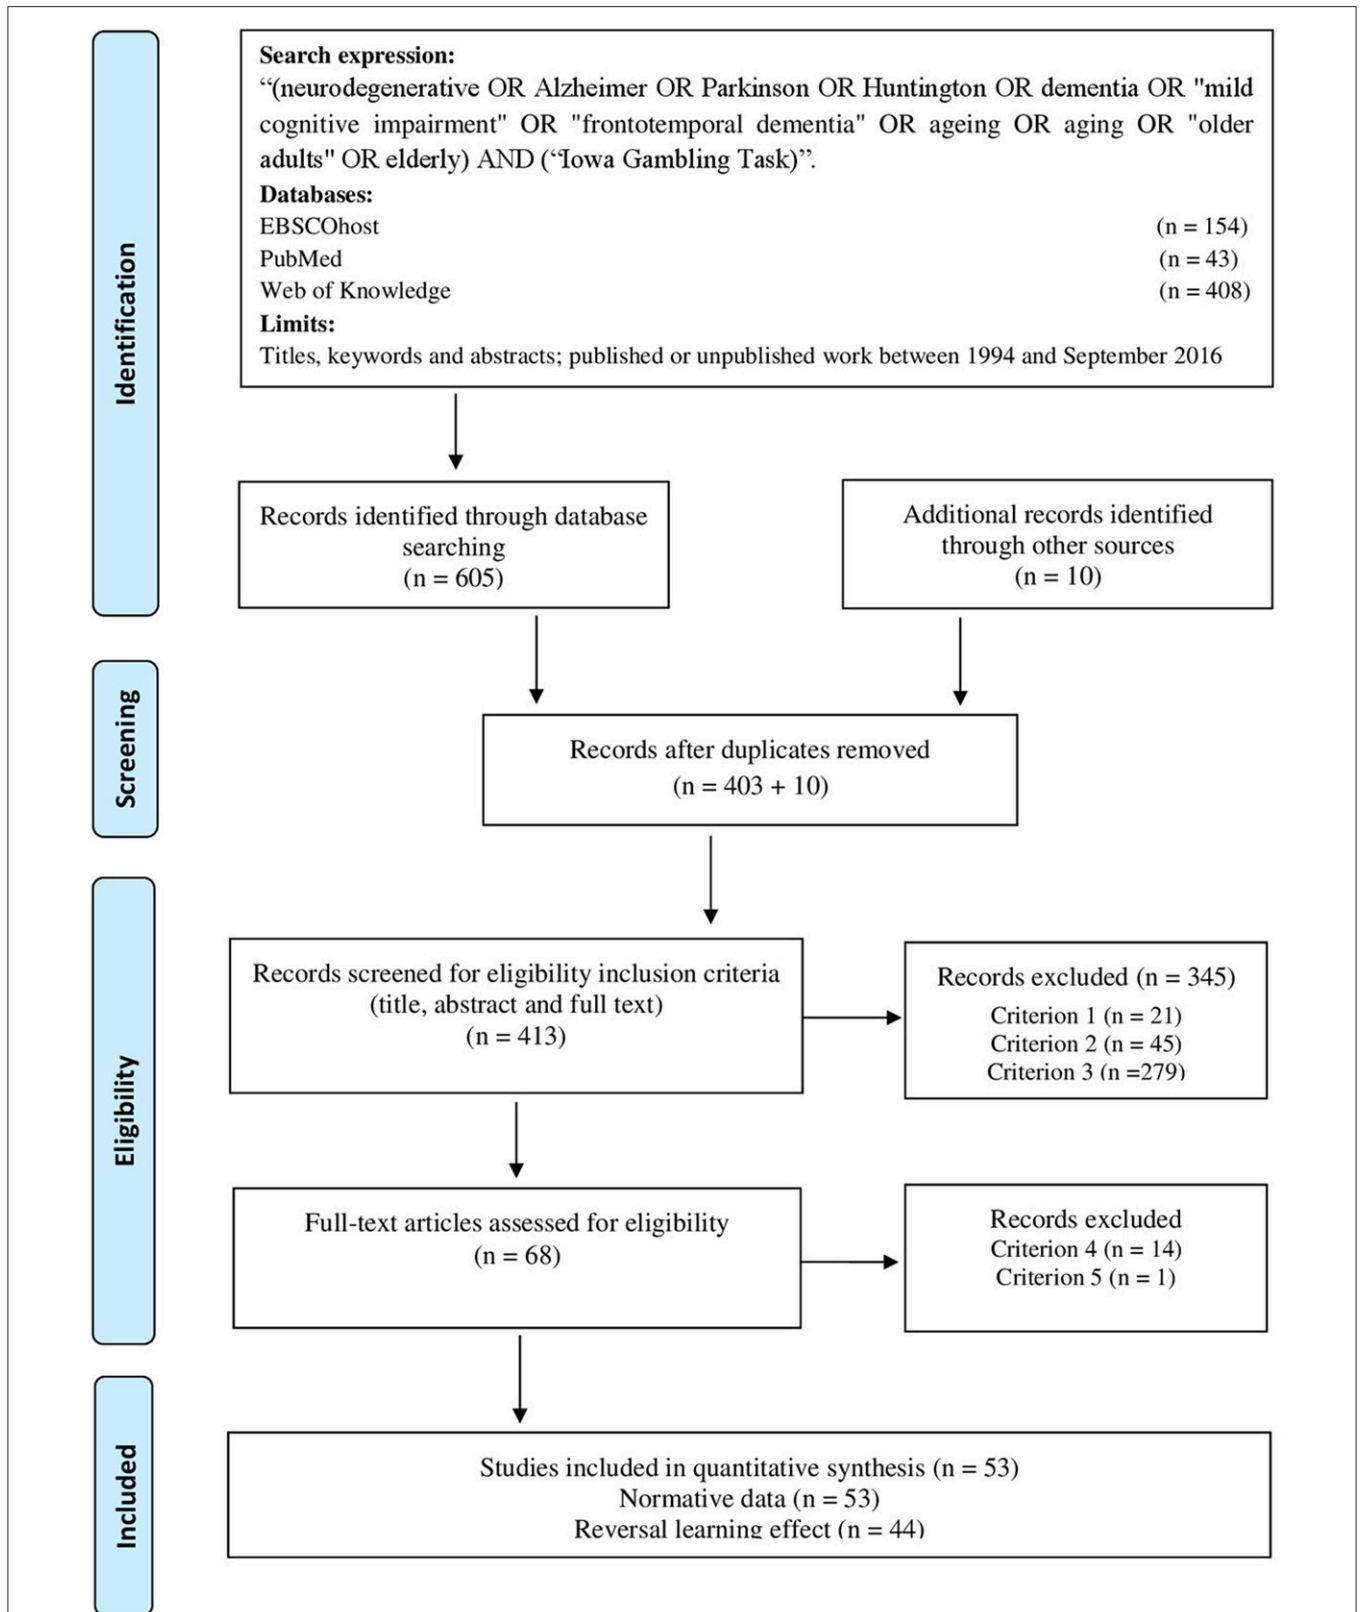 Identification
Search expression:
“(neurodegenerative OR Alzheimer OR Parkinson OR Huntington OR dementia OR "mild
cognitive impairment" OR "frontotemporal dementia" OR ageing OR aging OR "older
adults" OR elderly) AND (“Iowa Gambling Task)”.
Databases:
EBSCOhost (n = 154)
PubMed (n = 43)
Web of Knowledge (n = 408)
Limits:
Titles, keywords and abstracts; published or unpublished work between 1994 and September 2016
Records identified through database
searching
(n = 605)
Additional records identified
through other sources
(n = 10)
Screening
Records after duplicates removed
(n = 403 + 10)
Eligibility
Records screened for eligibility inclusion criteria
(title, abstract and full text)
(n = 413)
Records excluded (n = 345)
Criterion 1 (n = 21)
Criterion 2 (n = 45)
Criterion 3 (n =279)
Full-text articles assessed for eligibility
(n = 68)
Records excluded
Criterion 4 (n = 14)
Criterion 5 (n = 1)
Included
Studies included in quantitative synthesis (n = 53)
Normative data (n = 53)
Reversal learning effect (n = 44)